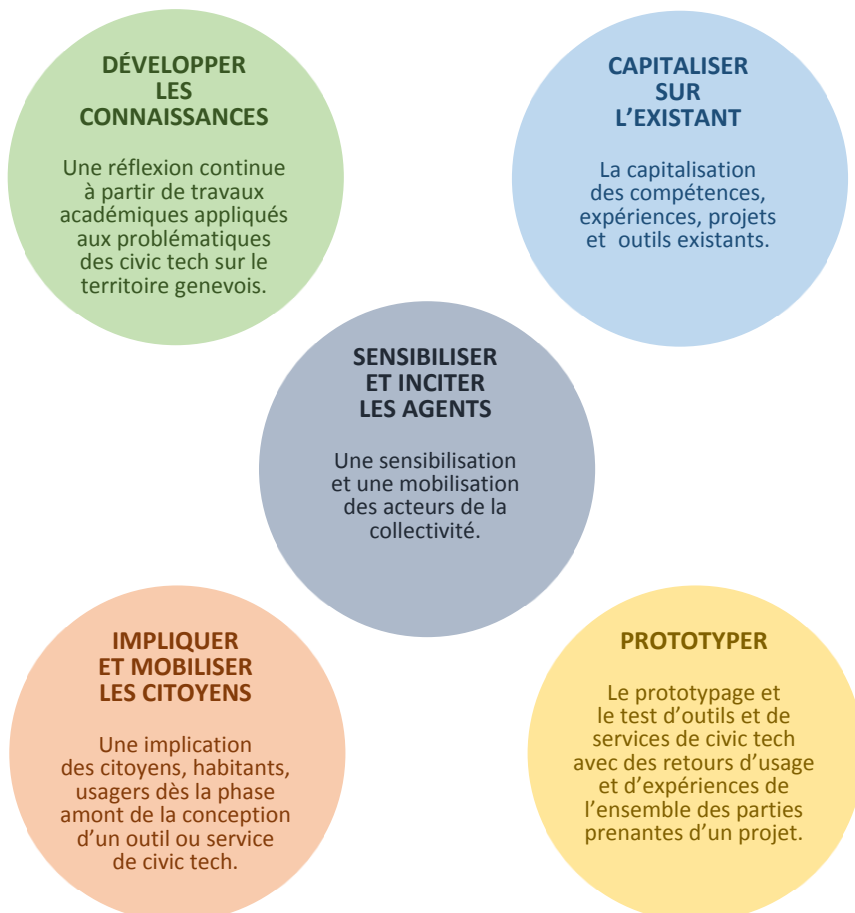 DÉVELOPPER
LES
CONNAISSANCES
Une réflexion continue
à partir de travaux
académiques appliqués
aux problématiques
des civic tech sur le
territoire genevois.
CAPITALISER
SUR
L'EXISTANT
La capitalisation
des compétences,
expériences, projets
et outils existants.
SENSIBILISER
ET INCITER
LES AGENTS
Une sensibilisation
et une mobilisation
des acteurs de la
collectivité.
IMPLIQUER
ET MOBILISER
LES CITOYENS
Une implication
des citoyens, habitants,
usagers dès la phase
amont de la conception
d'un outil ou service
de civic tech.
PROTOTYPER
Le prototypage et
le test d'outils et de
services de civic tech
avec des retours d'usage
et d'expériences de
l'ensemble des parties
prenantes d'un projet.